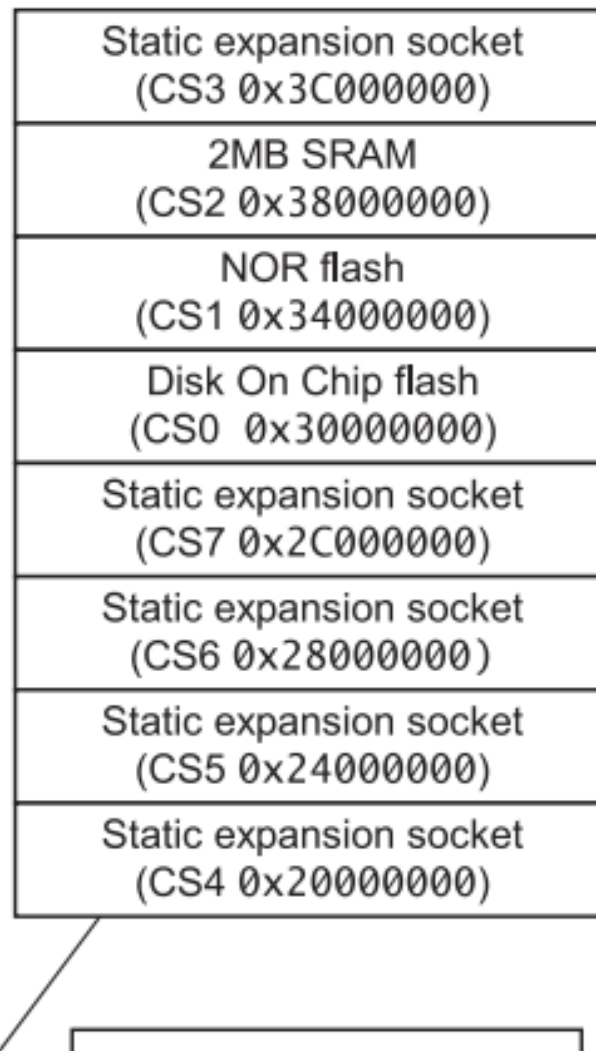 Static expansion socket
(CS3 0x3C000000)
2MB SRAM
(CS2 0x38000000)
NOR flash
(CS1 0x34000000)
Disk On Chip flash
(CS0 0x30000000)
Static expansion socket
(CS7 0x2C000000)
Static expansion socket
(CS6 0x28000000)
Static expansion socket
(CS5 0x24000000)
Static expansion socket
(CS4 0x20000000)